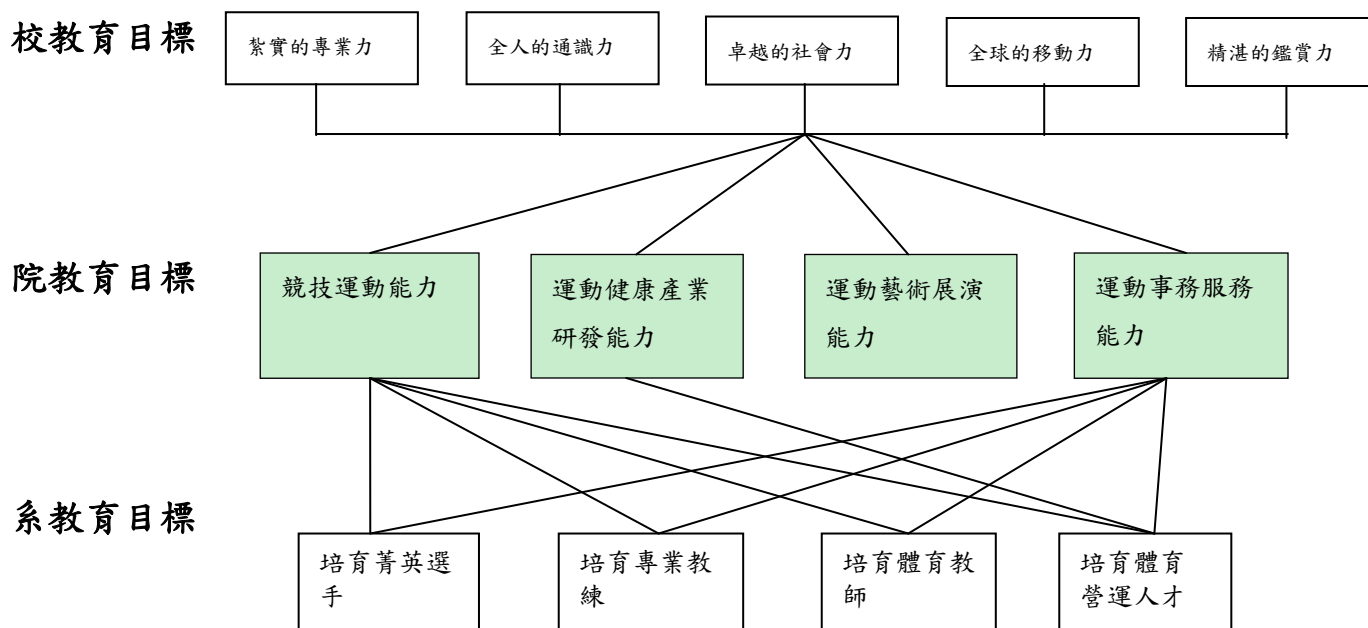 校教育目標
紮實的專業力
全人的通識力
卓越的社會力
全球的移動力
精湛的鑑賞力
院教育目標
競技運動能力
運動健康產業
研發能力
運動藝術展演
能力
運動事務服務
能力
系教育目標
培育菁英選
手
培育專業教
練
培育體育教
師
培育體育
營運人才